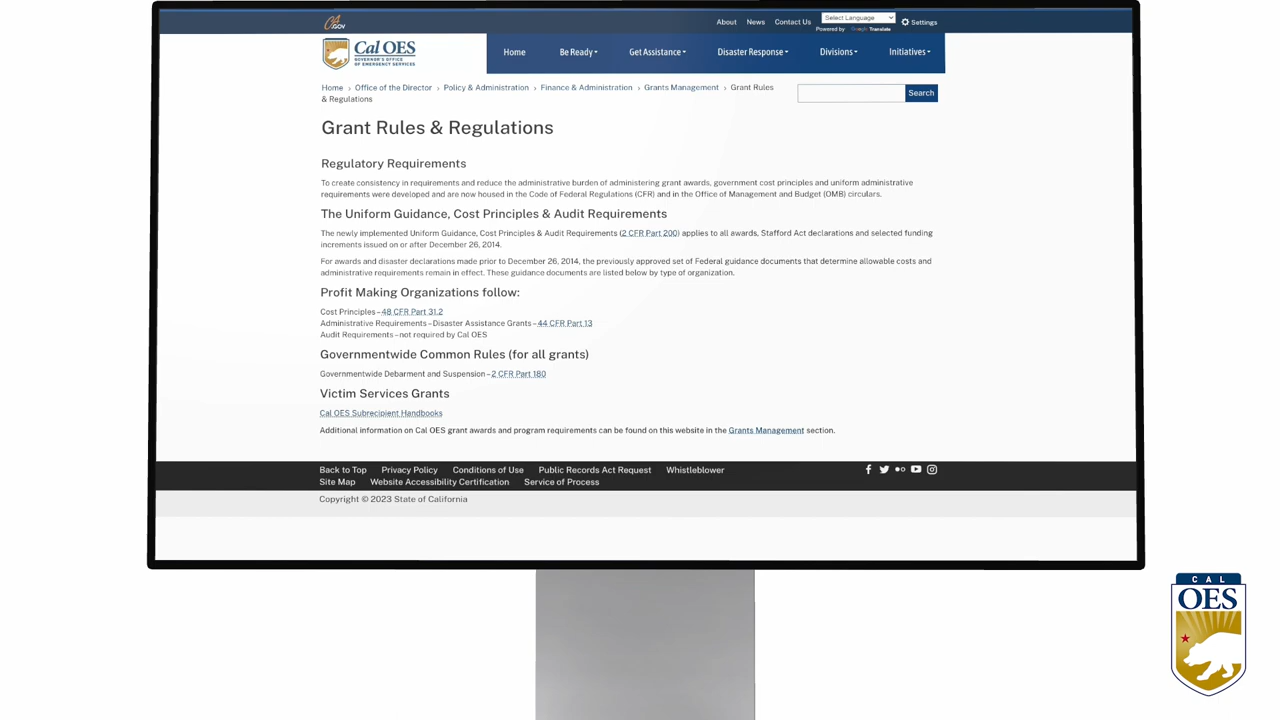 CA
.GOV
About News Contact Us Select Language Settings
Powered by Google Translate
Cal OES
GOVERNOR'S OFFICE
OF EMERGENCY SERVICES
Home Be Ready Get Assistance Disaster Response Divisions Initiatives
Home › Office of the Director › Policy & Administration › Finance & Administration › Grants Management › Grant Rules
& Regulations
Search
Grant Rules & Regulations
Regulatory Requirements
To create consistency in requirements and reduce the administrative burden of administering grant awards, government cost principles and uniform administrative
requirements were developed and are now housed in the Code of Federal Regulations (CFR) and in the Office of Management and Budget (OMB) circulars.
The Uniform Guidance, Cost Principles & Audit Requirements
The newly implemented Uniform Guidance, Cost Principles & Audit Requirements (2 CFR Part 200) applies to all awards, Stafford Act declarations and selected funding
increments issued on or after December 26, 2014.
For awards and disaster declarations made prior to December 26, 2014, the previously approved set of Federal guidance documents that determine allowable costs and
administrative requirements remain in effect. These guidance documents are listed below by type of organization.
Profit Making Organizations follow:
Cost Principles – 48 CFR Part 31.2
Administrative Requirements – Disaster Assistance Grants – 44 CFR Part 13
Audit Requirements – not required by Cal OES
Governmentwide Common Rules (for all grants)
Governmentwide Debarment and Suspension – 2 CFR Part 180
Victim Services Grants
Cal OES Subrecipient Handbooks
Additional information on Cal OES grant awards and program requirements can be found on this website in the Grants Management section.
Back to Top Privacy Policy Conditions of Use Public Records Act Request Whistleblower
Site Map Website Accessibility Certification Service of Process
Copyright © 2023 State of California
CAL
OES